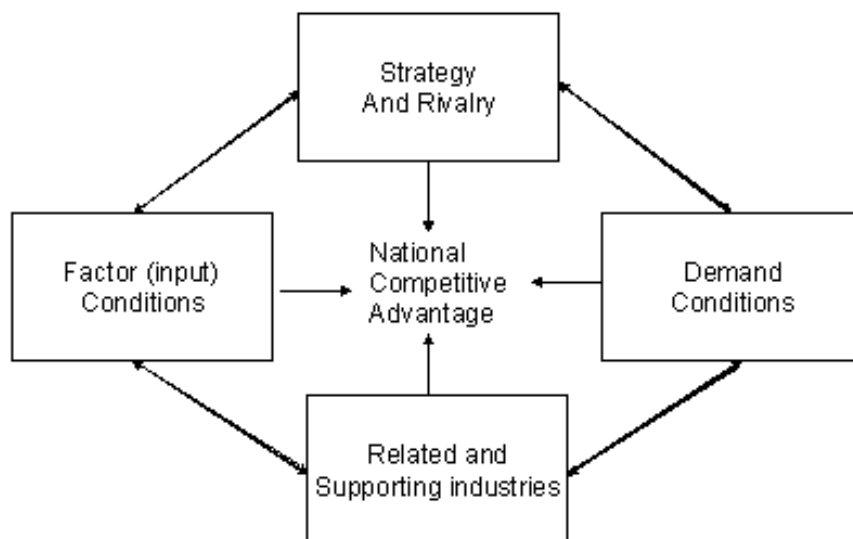 Strategy
And Rivalry
Factor (input)
Conditions
National
Competitive
Advantage
Demand
Conditions
Related and
Supporting industries